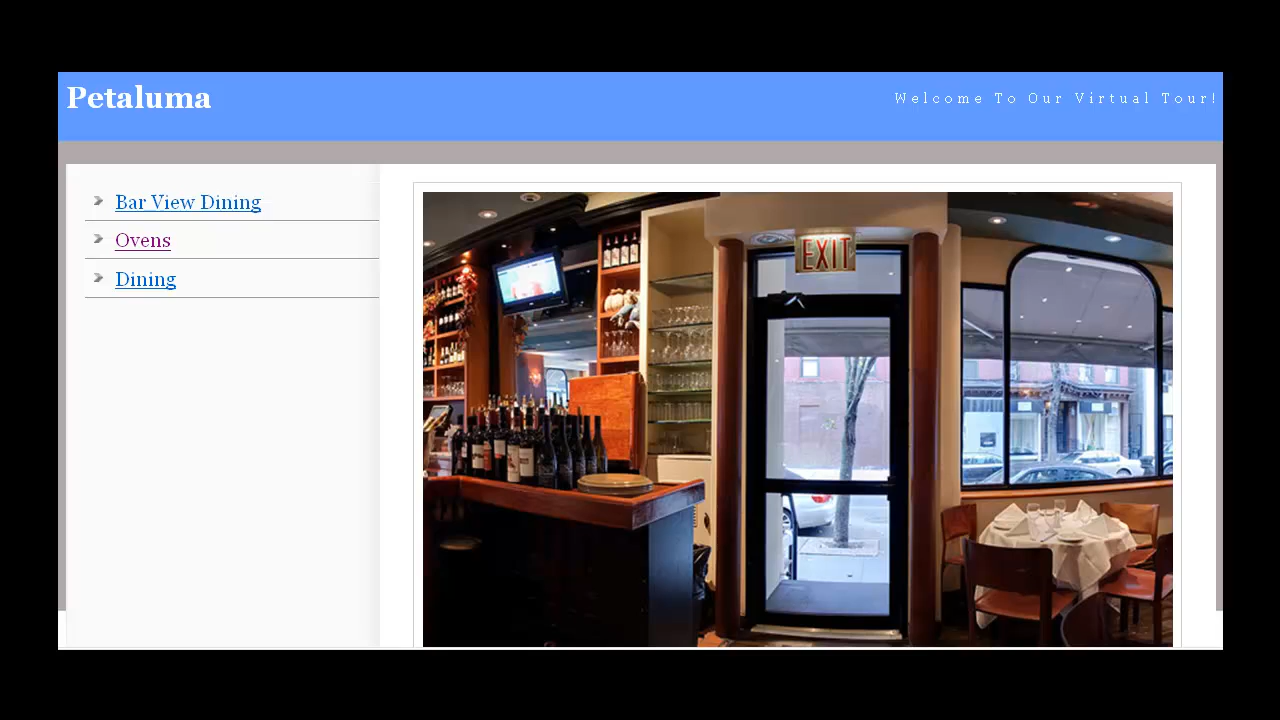 Petaluma
Welcome To Our Virtual Tour!
Bar View Dining
Ovens
Dining
EXIT